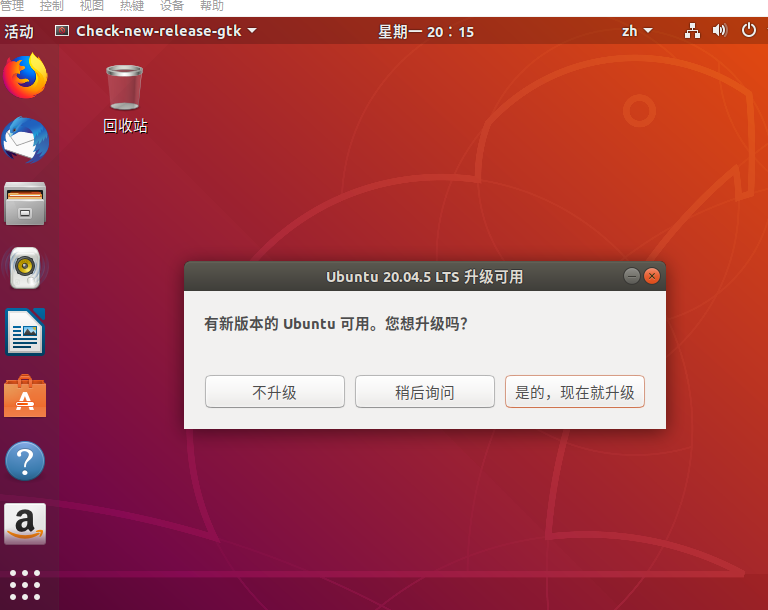 管理 控制 视图 热键 设备 帮助
活动 Check-new-release-gtk 星期一 20：15 zh
回收站
Ubuntu 20.04.5 LTS 升级可用
有新版本的 Ubuntu 可用。您想升级吗？
不升级 稍后询问 是的，现在就升级